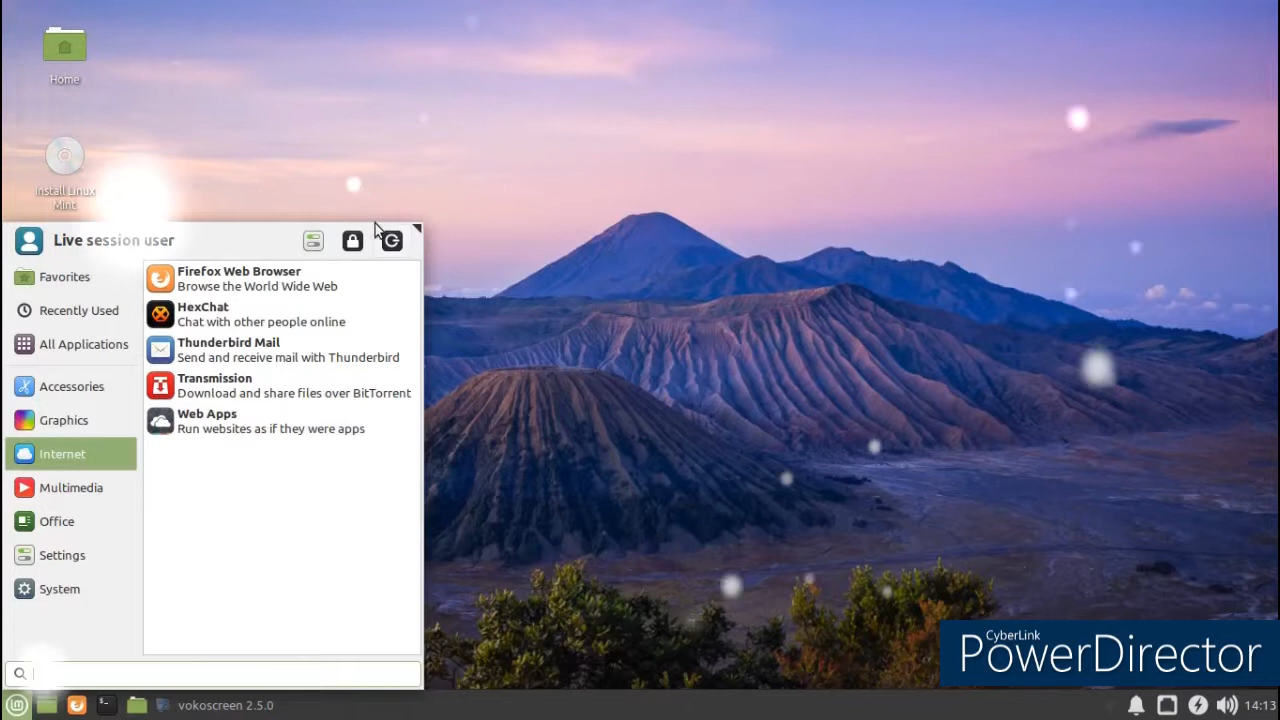 Home
Install Linux
Mint
Live session user
Favorites
Recently Used
All Applications
Accessories
Graphics
Internet
Multimedia
Office
Settings
System
Firefox Web Browser
Browse the World Wide Web
HexChat
Chat with other people online
Thunderbird Mail
Send and receive mail with Thunderbird
Transmission
Download and share files over BitTorrent
Web Apps
Run websites as if they were apps
CyberLink
PowerDirector
vokoscreen 2.5.0
14:13